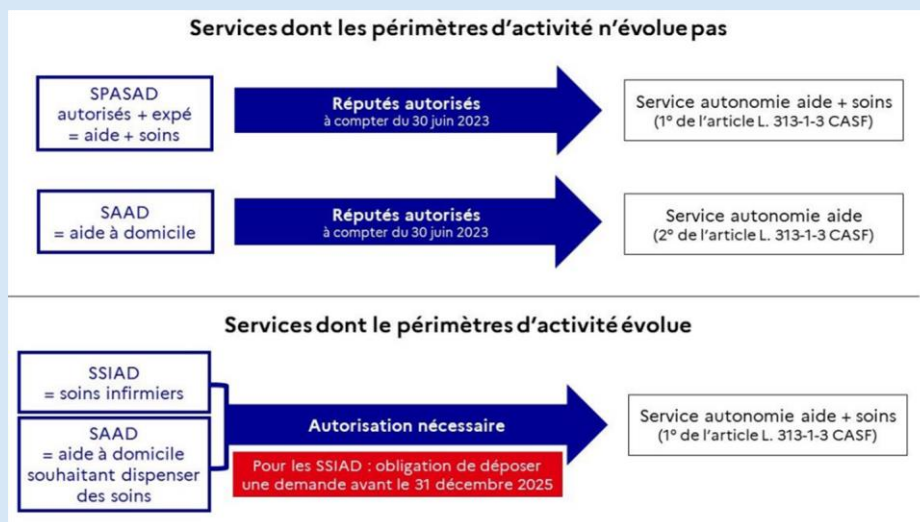 Services dont les périmètres d'activité n'évolue pas
SPASAD
autorisés + expé
= aide + soins
Réputés autorisés
à compter du 30 juin 2023
Service autonomie aide + soins
(1° de l'article L. 313-1-3 CASF)
SAAD
= aide à domicile
Réputés autorisés
à compter du 30 juin 2023
Service autonomie aide
(2° de l'article L. 313-1-3 CASF)
Services dont le périmètres d'activité évolue
SSIAD
= soins infirmiers
SAAD
= aide à domicile
souhaitant dispenser
des soins
Autorisation nécessaire
Pour les SSIAD : obligation de déposer
une demande avant le 31 décembre 2025
Service autonomie aide + soins
(1° de l'article L. 313-1-3 CASF)